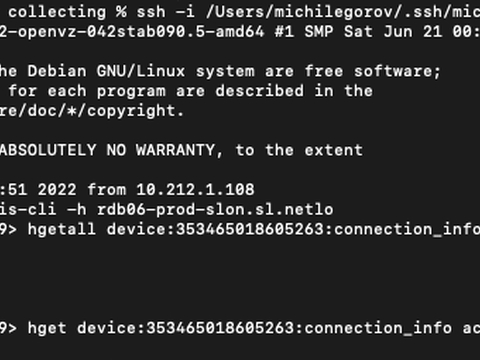 collecting % ssh -i /Users/michilegorov/.ssh/mic
2-openvz-042stab090.5-amd64 #1 SMP Sat Jun 21 00:
he Debian GNU/Linux system are free software;
for each program are described in the
re/doc/*/copyright.
ABSOLUTELY NO WARRANTY, to the extent
:51 2022 from 10.212.1.108
is-cli -h rdb06-prod-slon.sl.netlo
9> hgetall device:353465018605263:connection_info
9> hget device:353465018605263:connection_info ac